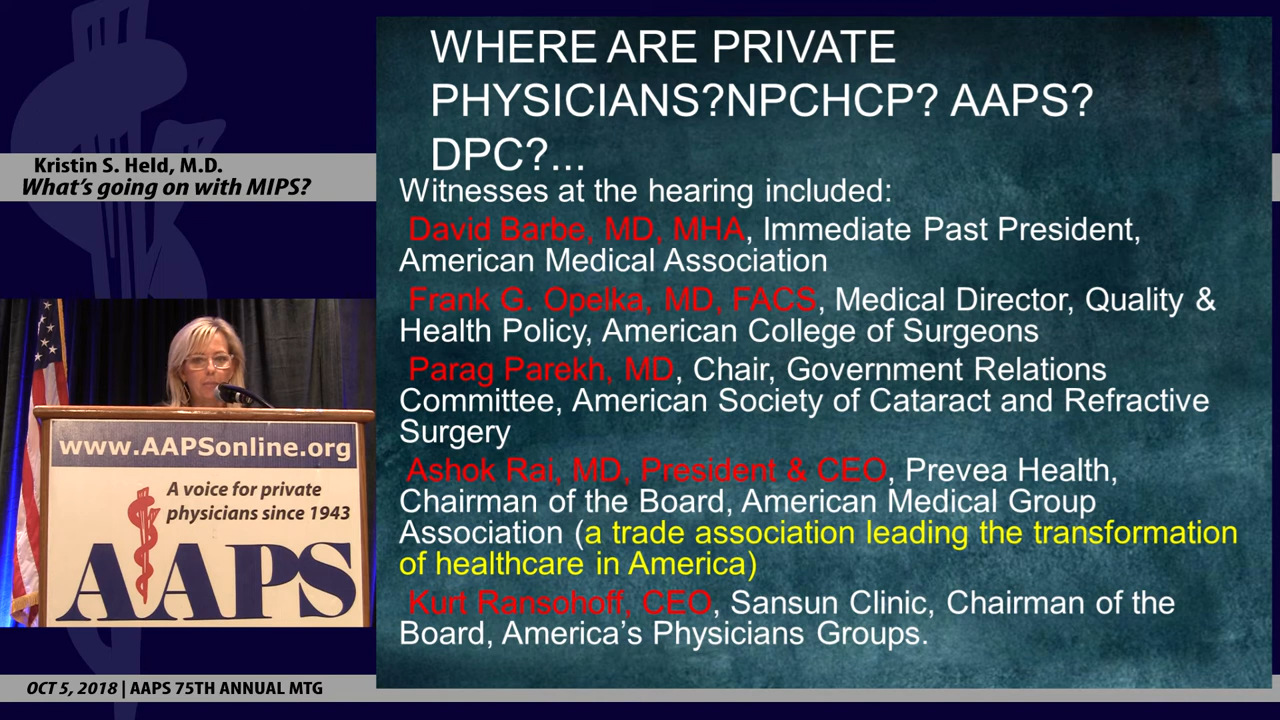 Kristin S. Held, M.D.
What's going on with MIPS?
www.AAPSonline.org
A voice for private
physicians since 1943
AAPS
OCT 5, 2018 | AAPS 75TH ANNUAL MTG
WHERE ARE PRIVATE
PHYSICIANS?NPCHCP? AAPS?
DPC?...
Witnesses at the hearing included:
David Barbe, MD, MHA, Immediate Past President,
American Medical Association
Frank G. Opelka, MD, FACS, Medical Director, Quality &
Health Policy, American College of Surgeons
Parag Parekh, MD, Chair, Government Relations
Committee, American Society of Cataract and Refractive
Surgery
Ashok Rai, MD, President & CEO, Prevea Health,
Chairman of the Board, American Medical Group
Association (a trade association leading the transformation
of healthcare in America)
Kurt Ransohoff, CEO, Sansun Clinic, Chairman of the
Board, America's Physicians Groups.